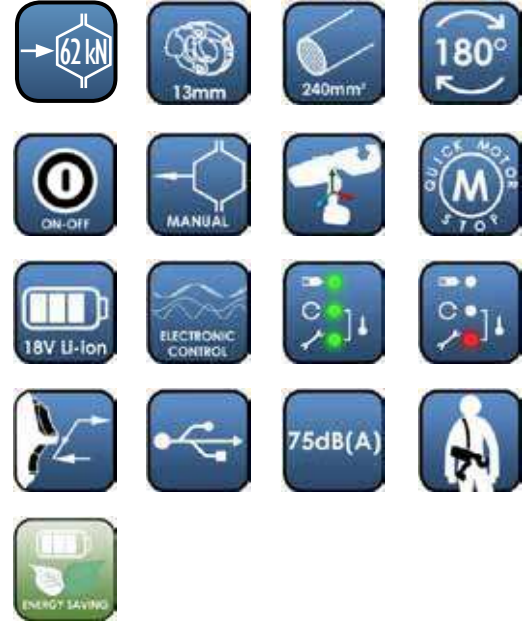 62 kN
13mm
240mm²
180°
ON-OFF
MANUAL
QUICK MOTOR STOP
M
18V Li-Ion
ELECTRONIC
CONTROL
75dB(A)
ENERGY SAVING